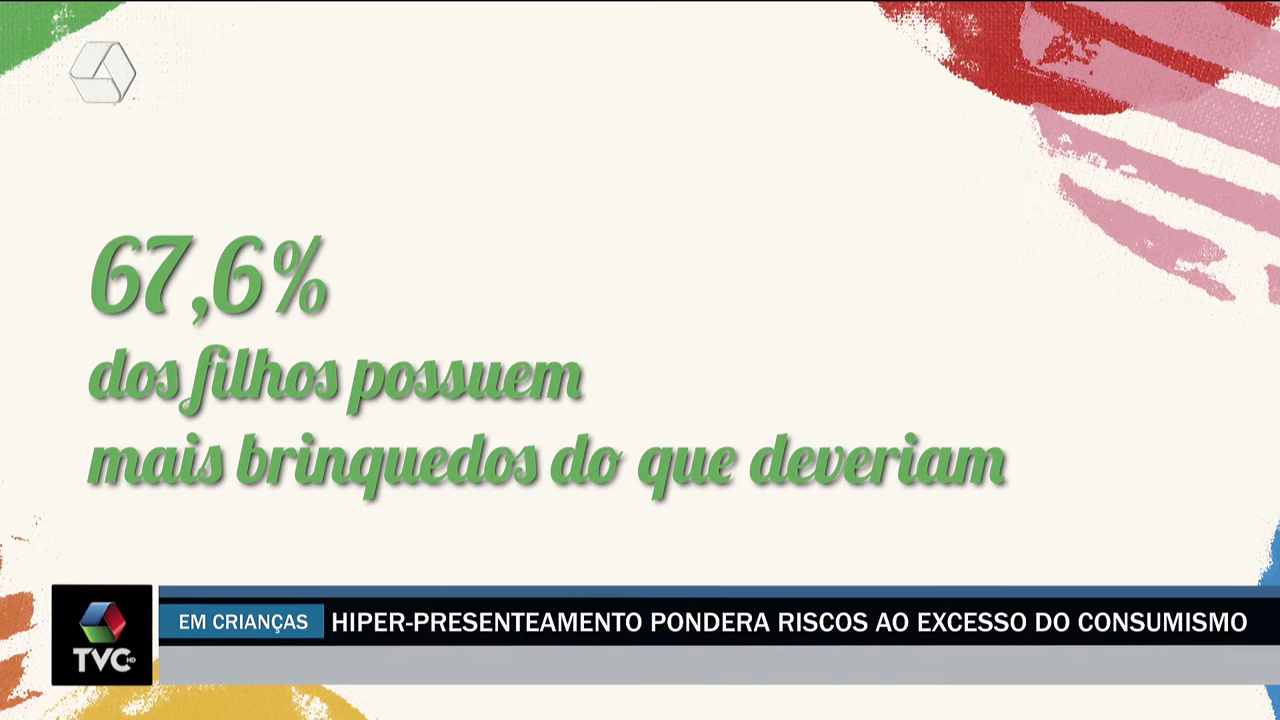 67,6%
dos filhos possuem
mais brinquedos do que deveriam
EM CRIANÇAS
HIPER-PRESENTEAMENTO PONDERA RISCOS AO EXCESSO DO CONSUMISMO
TVC HD